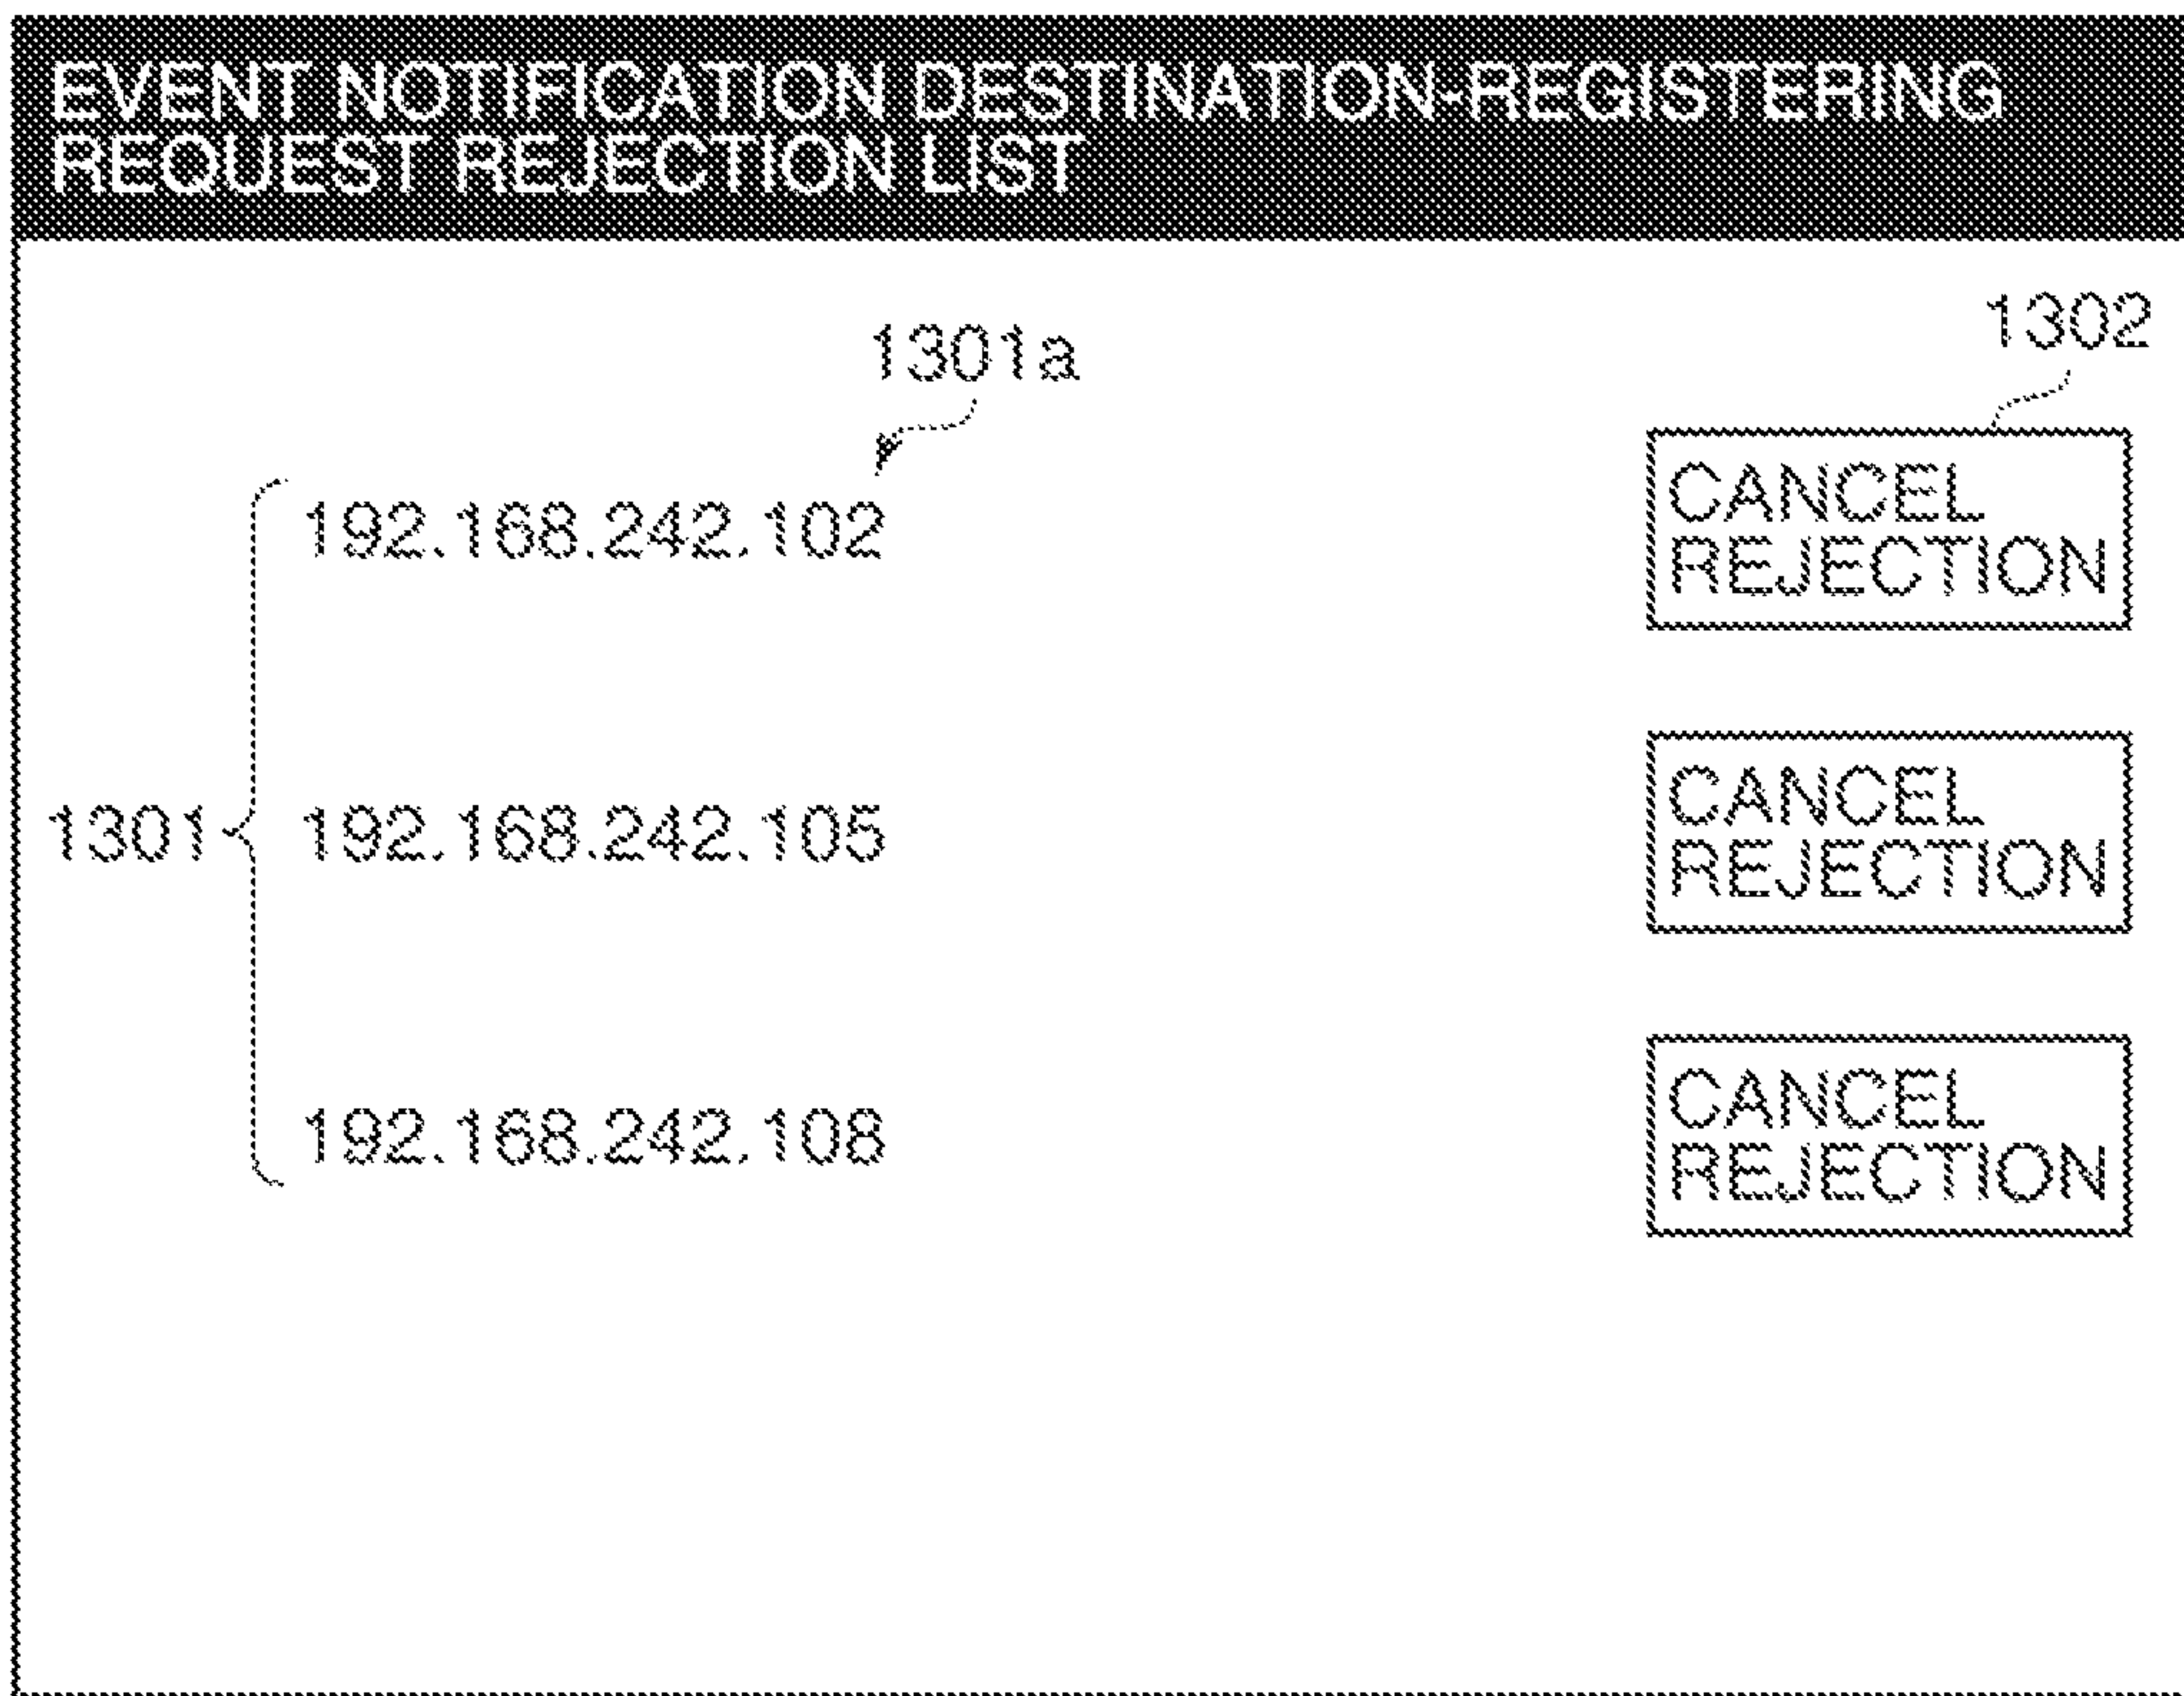 EVENT NOTIFICATION DESTINATION-REGISTERING
REQUEST REJECTION LIST
1302
1301a
192.168.242.102
CANCEL
REJECTION
1301
192.168.242.105
CANCEL
REJECTION
192.168.242.108
CANCEL
REJECTION